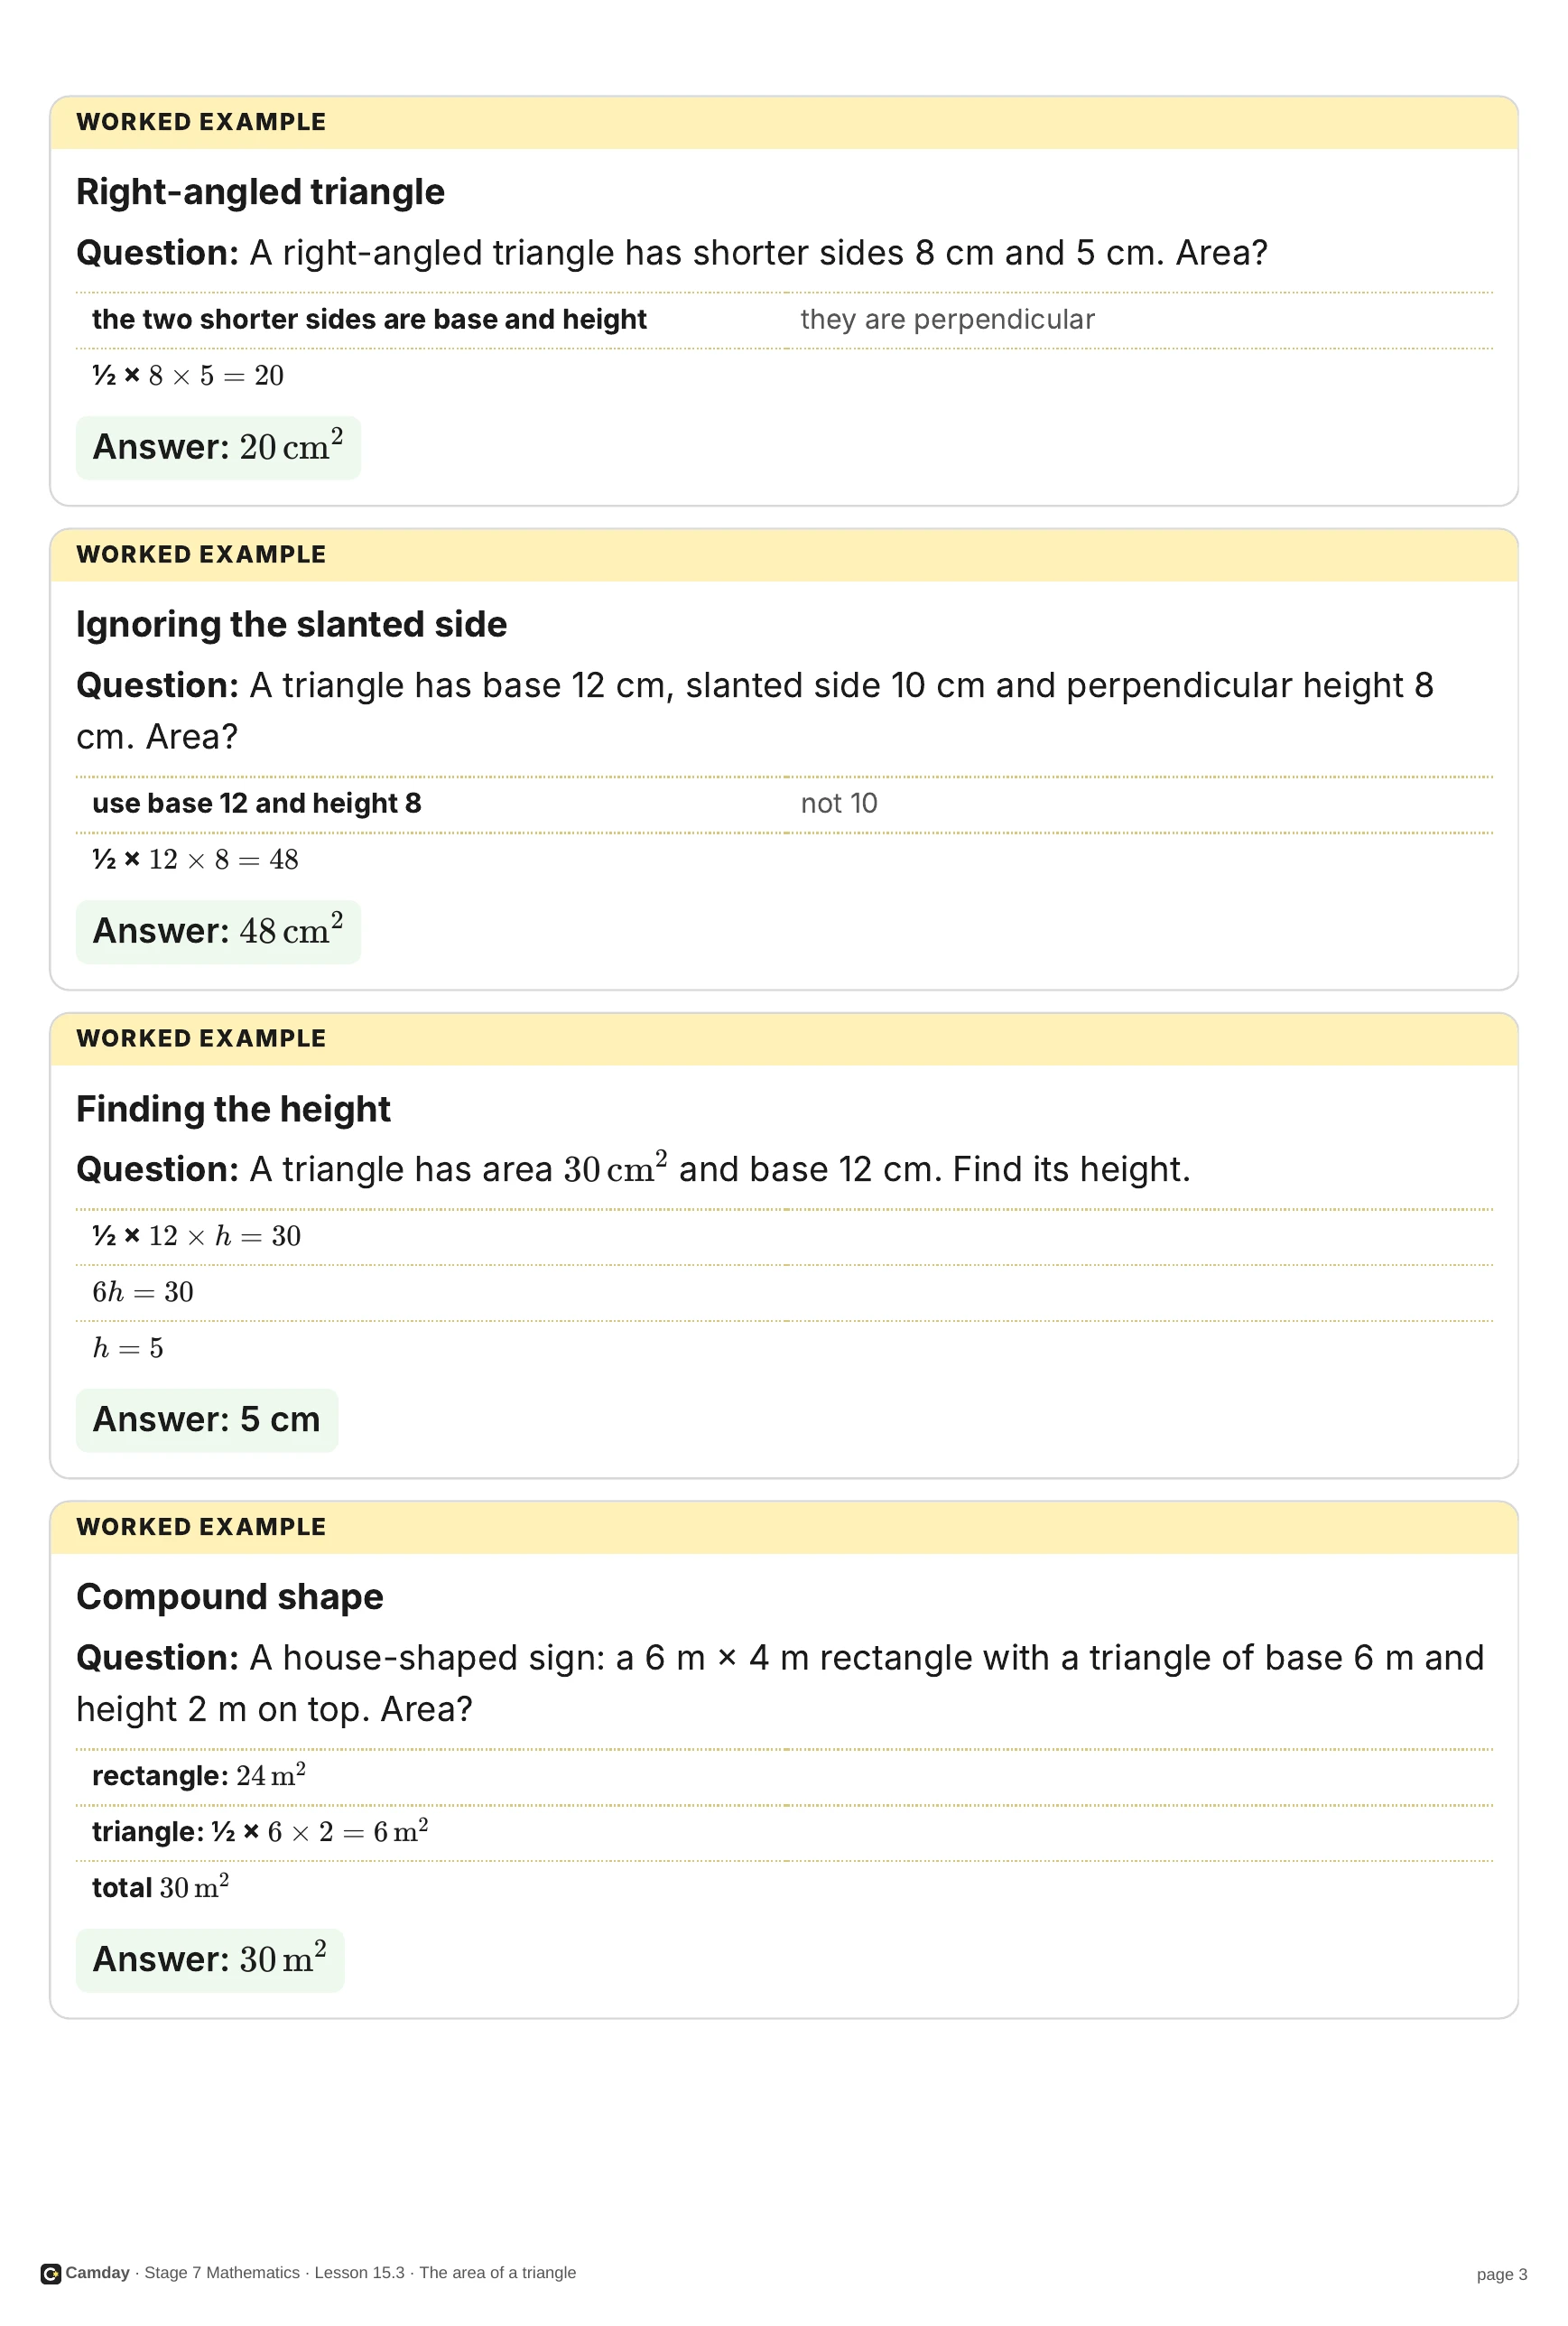 WORKED EXAMPLE
Right-angled triangle
Question: A right-angled triangle has shorter sides 8 cm and 5 cm. Area?
the two shorter sides are base and height they are perpendicular
½ × 8 × 5 = 20
Answer: 20 cm²
WORKED EXAMPLE
Ignoring the slanted side
Question: A triangle has base 12 cm, slanted side 10 cm and perpendicular height 8
cm. Area?
use base 12 and height 8 not 10
½ × 12 × 8 = 48
Answer: 48 cm²
WORKED EXAMPLE
Finding the height
Question: A triangle has area 30 cm² and base 12 cm. Find its height.
½ × 12 × h = 30
6h = 30
h = 5
Answer: 5 cm
WORKED EXAMPLE
Compound shape
Question: A house-shaped sign: a 6 m × 4 m rectangle with a triangle of base 6 m and
height 2 m on top. Area?
rectangle: 24 m²
triangle: ½ × 6 × 2 = 6 m²
total 30 m²
Answer: 30 m²
Camday · Stage 7 Mathematics · Lesson 15.3 · The area of a triangle page 3